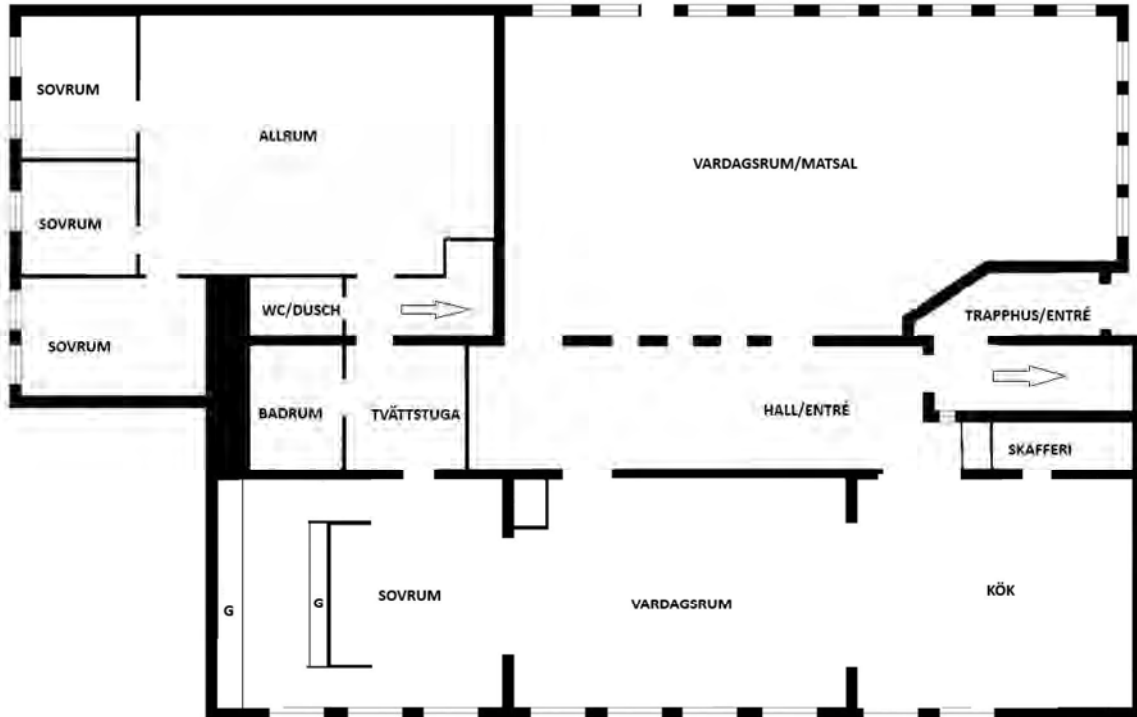 SOVRUM
ALLRUM
VARDAGSRUM/MATSAL
SOVRUM
WC/DUSCH
TRAPPHUS/ENTRÉ
SOVRUM
BADRUM
TVÄTTSTUGA
HALL/ENTRÉ
SKAFFERI
G
G
SOVRUM
VARDAGSRUM
KÖK